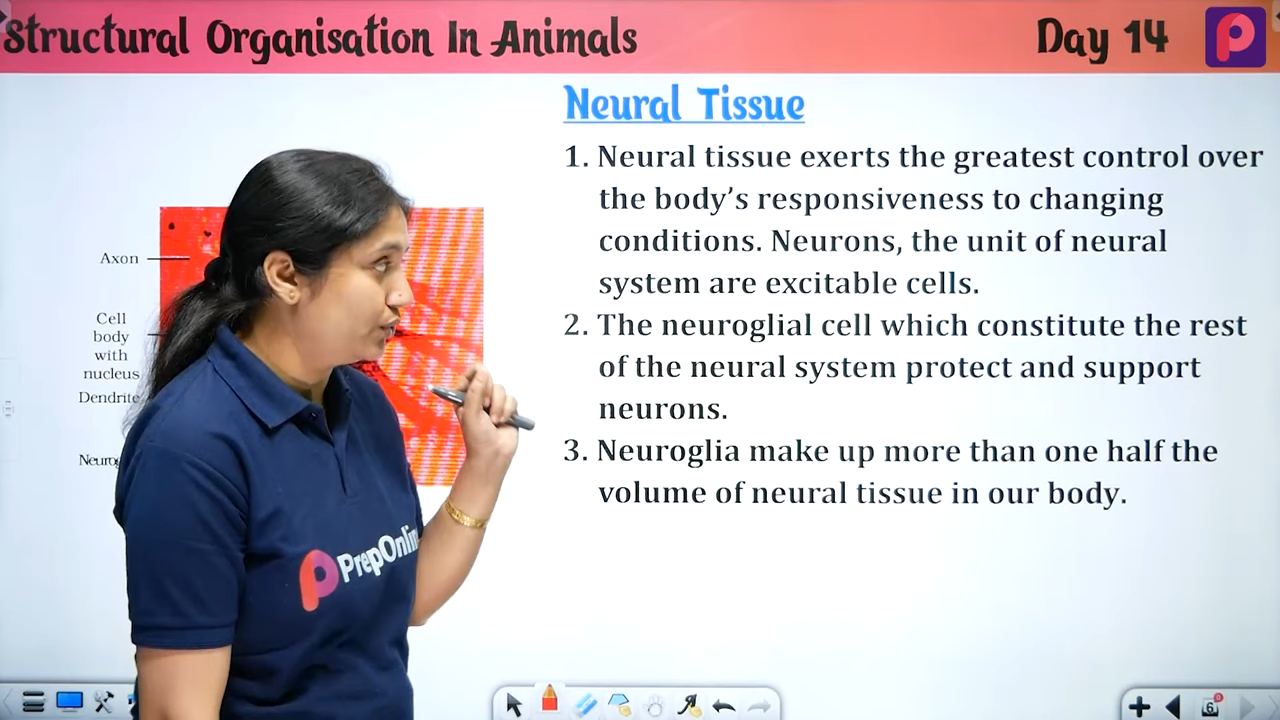 Structural Organisation In Animals
Day 14
Neural Tissue
1. Neural tissue exerts the greatest control over
the body's responsiveness to changing
conditions. Neurons, the unit of neural
system are excitable cells.
2. The neuroglial cell which constitute the rest
of the neural system protect and support
neurons.
3. Neuroglia make up more than one half the
volume of neural tissue in our body.
Axon
Cell
body
with
nucleus
Dendrite
Neurog
PrepOnlin
6